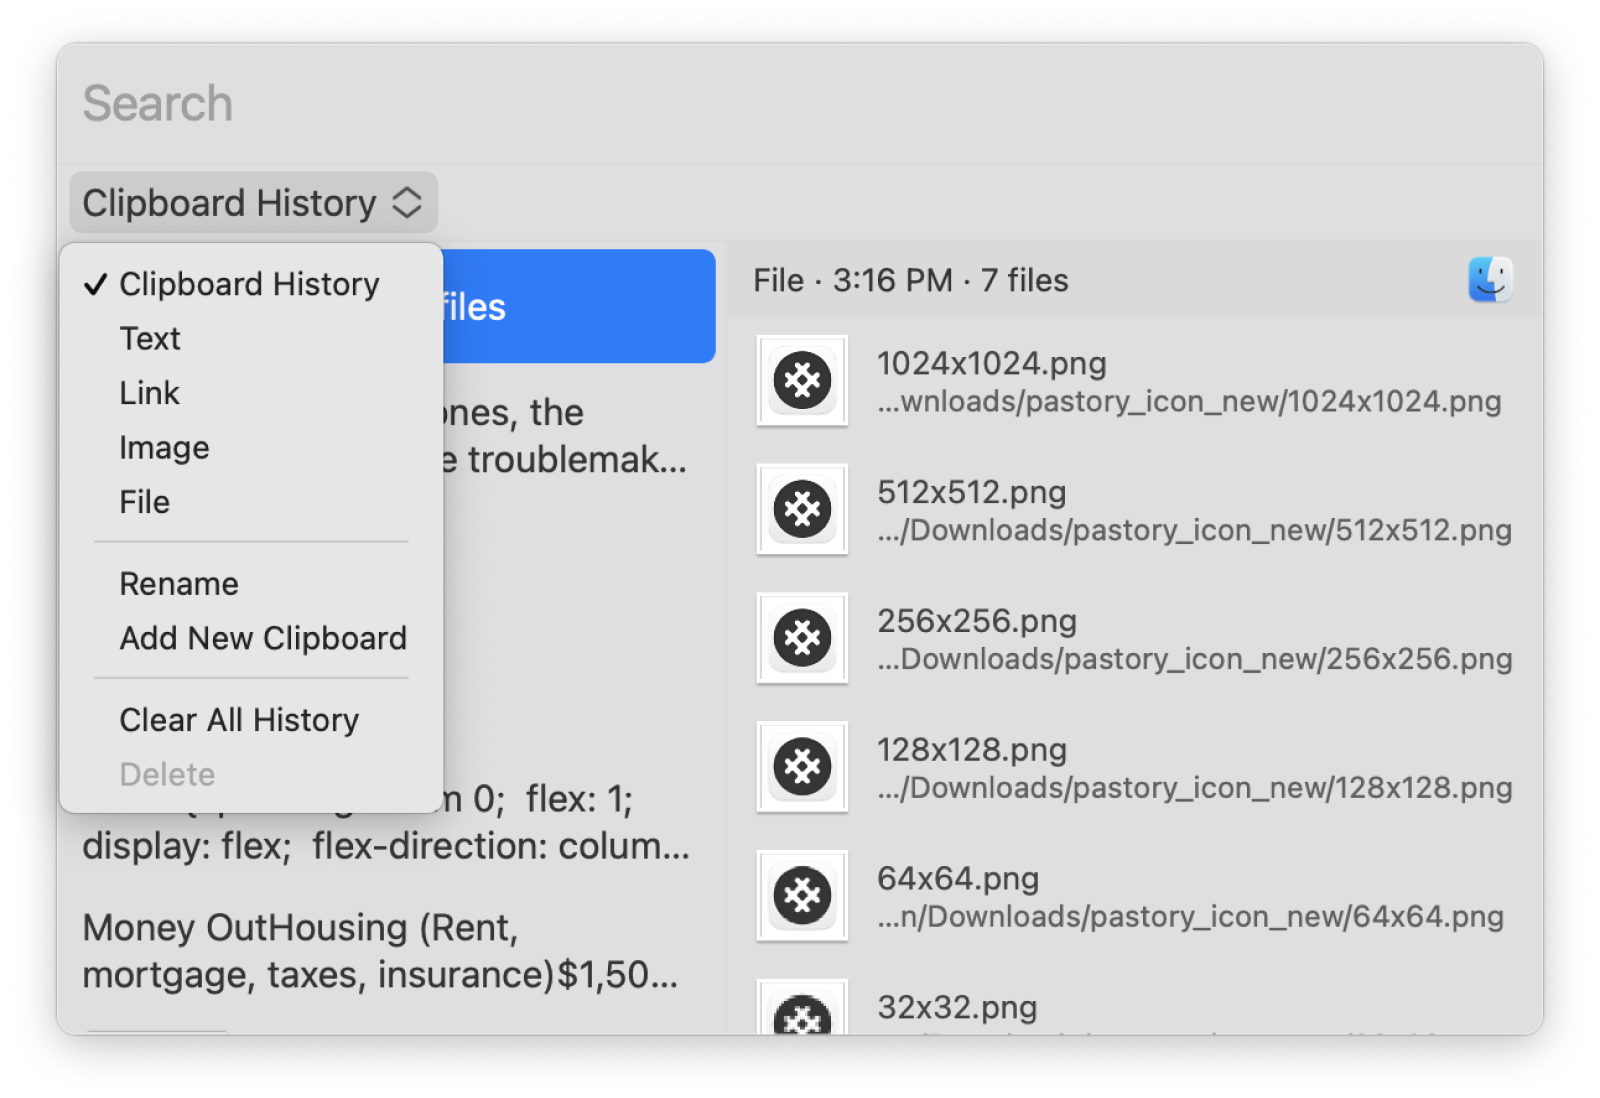 Search
Clipboard History
✓ Clipboard History
Text
Link
Image
File
Rename
Add New Clipboard
Clear All History
Delete
files
the
troublemak...
0;  flex: 1;
display: flex;  flex-direction: colum...
Money OutHousing (Rent,
mortgage, taxes, insurance)$1,50...
File · 3:16 PM · 7 files
1024x1024.png
...wnloads/pastory_icon_new/1024x1024.png
512x512.png
.../Downloads/pastory_icon_new/512x512.png
256x256.png
...Downloads/pastory_icon_new/256x256.png
128x128.png
.../Downloads/pastory_icon_new/128x128.png
64x64.png
...n/Downloads/pastory_icon_new/64x64.png
32x32.png